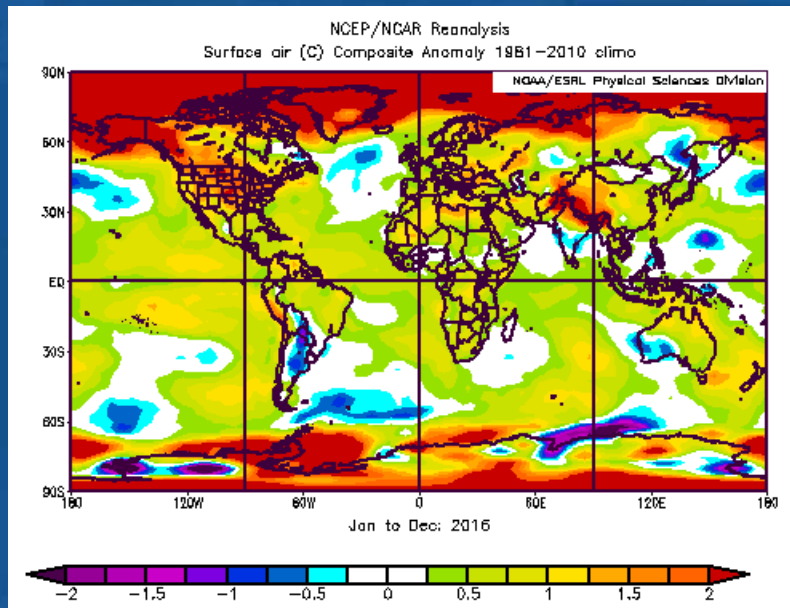 NCEP/NCAR Reanalysis
Surface air (C) Composite Anomaly 1981-2010 climo
NOAA/ESRL Physical Sciences Division
90N
60N
30N
EQ
30S
60S
90S
180 120W 60W 0 60E 120E 180
Jan to Dec: 2016
-2 -1.5 -1 -0.5 0 0.5 1 1.5 2